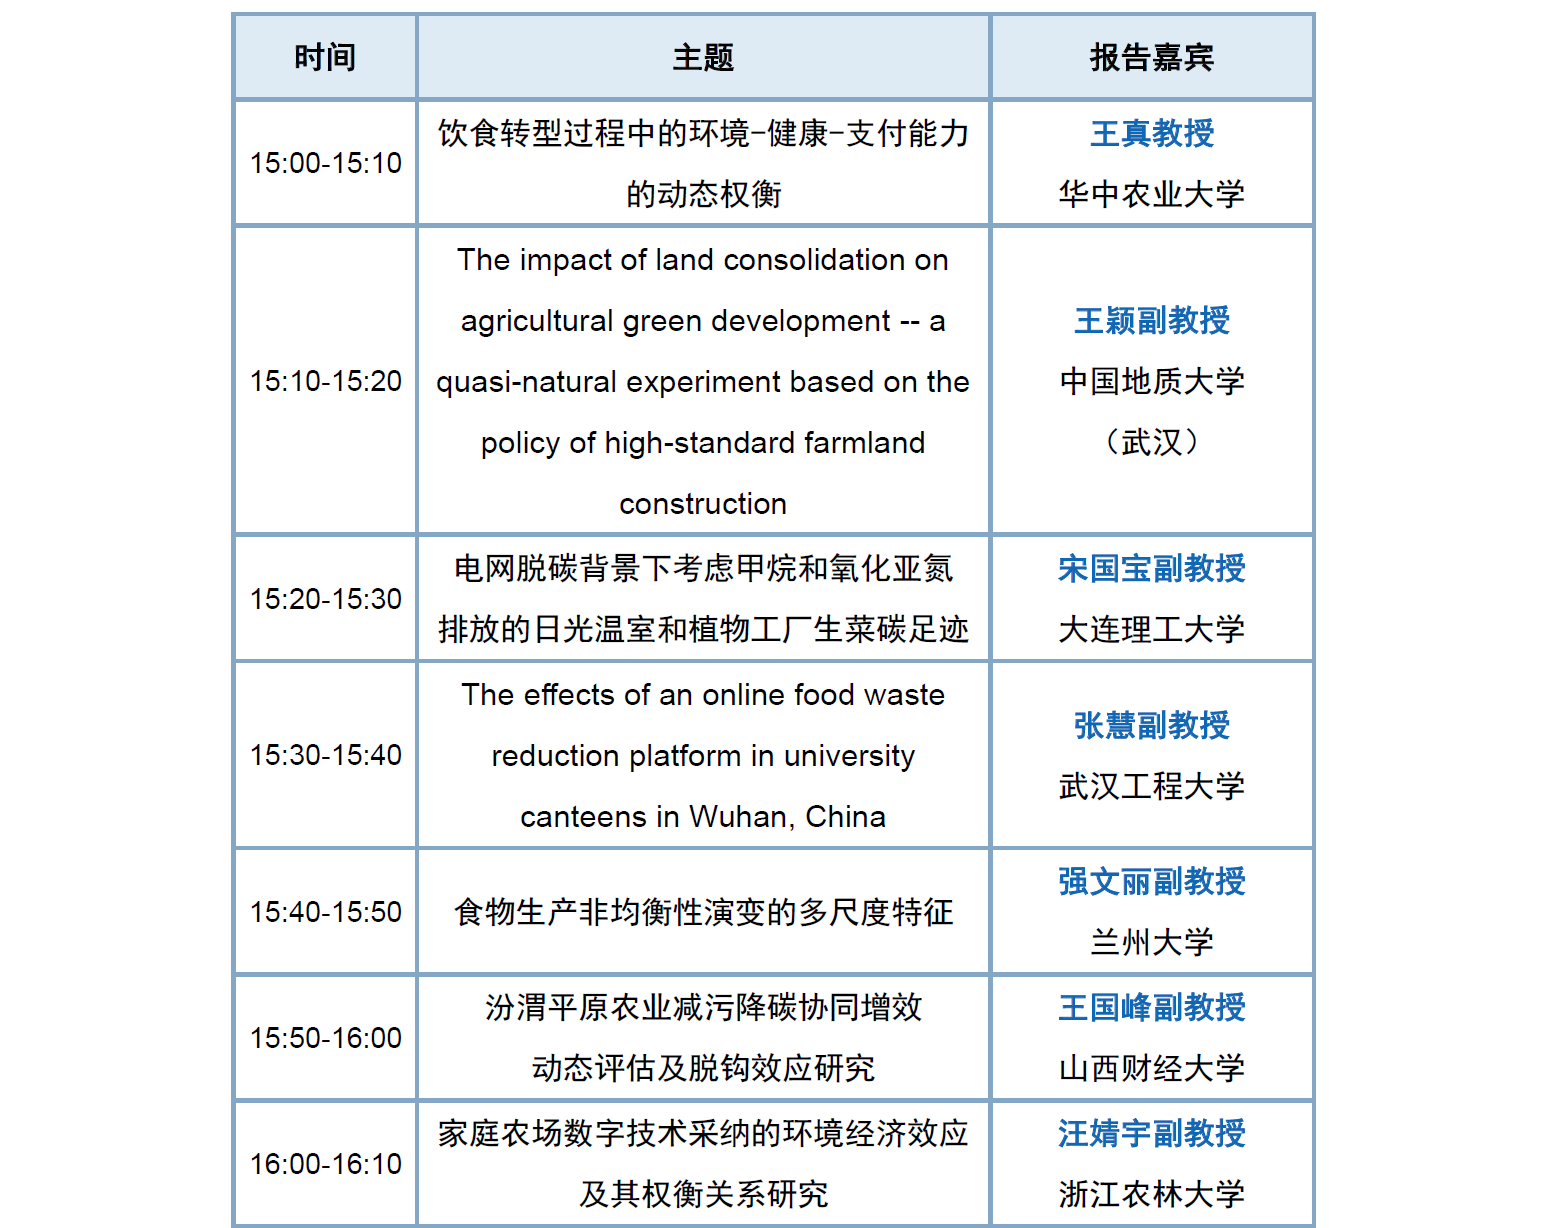 时间
主题
报告嘉宾
15:00-15:10
饮食转型过程中的环境-健康-支付能力
的动态权衡
王真教授
华中农业大学
15:10-15:20
The impact of land consolidation on
agricultural green development -- a
quasi-natural experiment based on the
policy of high-standard farmland
construction
王颖副教授
中国地质大学
（武汉）
15:20-15:30
电网脱碳背景下考虑甲烷和氧化亚氮
排放的日光温室和植物工厂生菜碳足迹
宋国宝副教授
大连理工大学
15:30-15:40
The effects of an online food waste
reduction platform in university
canteens in Wuhan, China
张慧副教授
武汉工程大学
15:40-15:50
食物生产非均衡性演变的多尺度特征
强文丽副教授
兰州大学
15:50-16:00
汾渭平原农业减污降碳协同增效
动态评估及脱钩效应研究
王国峰副教授
山西财经大学
16:00-16:10
家庭农场数字技术采纳的环境经济效应
及其权衡关系研究
汪婧宇副教授
浙江农林大学